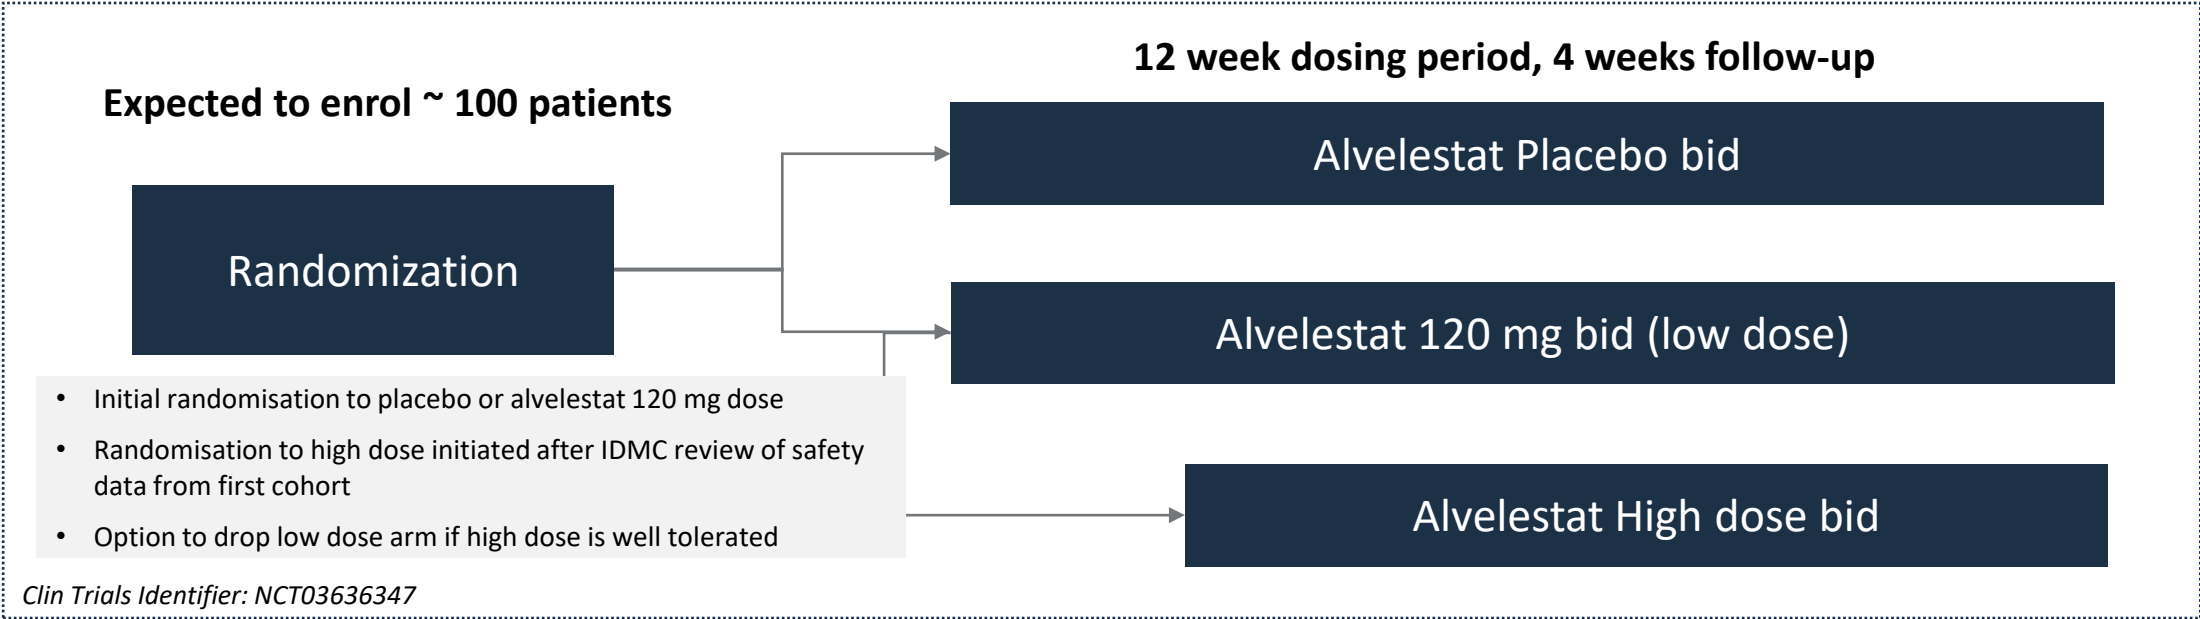 12 week dosing period, 4 weeks follow-up
Expected to enrol ~ 100 patients
Alvelestat Placebo bid
Randomization
Alvelestat 120 mg bid (low dose)
• Initial randomisation to placebo or alvelestat 120 mg dose
• Randomisation to high dose initiated after IDMC review of safety
data from first cohort
• Option to drop low dose arm if high dose is well tolerated
Alvelestat High dose bid
Clin Trials Identifier: NCT03636347